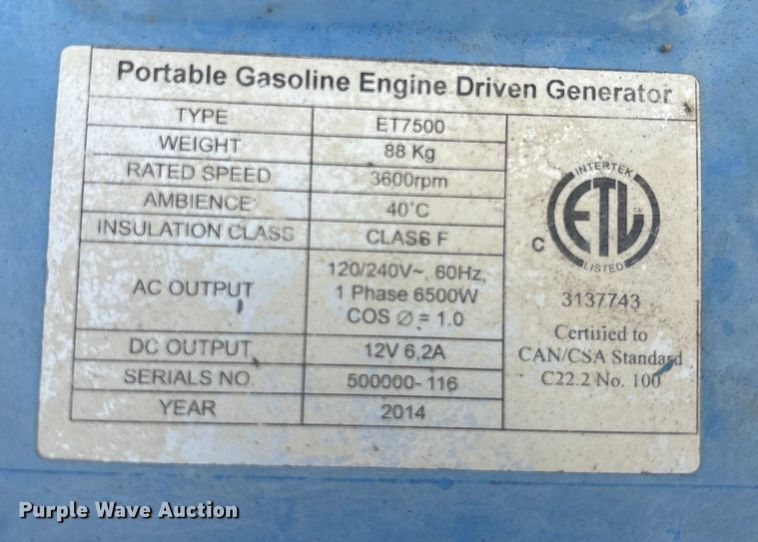 Portable Gasoline Engine Driven Generator
TYPE ET7500
WEIGHT 88 Kg
RATED SPEED 3600rpm
AMBIENCE 40°C
INSULATION CLASS CLASS F
AC OUTPUT 120/240V~, 60Hz,
1 Phase 6500W
COS Ø = 1.0
DC OUTPUT 12V 6,2A
SERIALS NO. 500000-116
YEAR 2014
INTERTEK
C ETL CM
LISTED
3137743
Certified to
CAN/CSA Standard
C22.2 No. 100
Purple Wave Auction